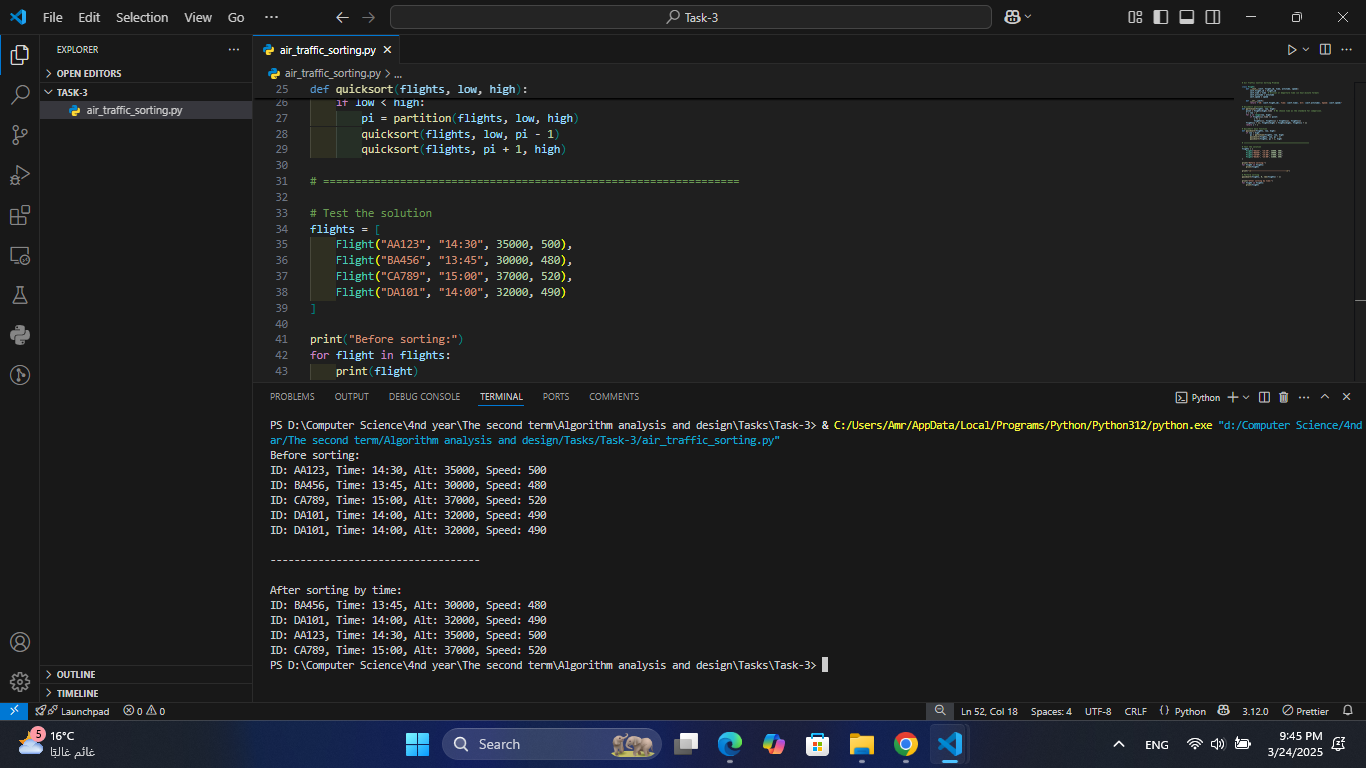 File Edit Selection View Go ··· Task-3
EXPLORER ···
OPEN EDITORS
TASK-3
air_traffic_sorting.py
air_traffic_sorting.py
air_traffic_sorting.py > ...
25 def quicksort(flights, low, high):
26 if low < high:
27 pi = partition(flights, low, high)
28 quicksort(flights, low, pi - 1)
29 quicksort(flights, pi + 1, high)
30
31 # =================================================================
32
33 # Test the solution
34 flights = [
35 Flight("AA123", "14:30", 35000, 500),
36 Flight("BA456", "13:45", 30000, 480),
37 Flight("CA789", "15:00", 37000, 520),
38 Flight("DA101", "14:00", 32000, 490)
39 ]
40
41 print("Before sorting:")
42 for flight in flights:
43 print(flight)
PROBLEMS OUTPUT DEBUG CONSOLE TERMINAL PORTS COMMENTS Python
PS D:\Computer Science\4nd year\The second term\Algorithm analysis and design\Tasks\Task-3> & C:/Users/Amr/AppData/Local/Programs/Python/Python312/python.exe "d:/Computer Science/4nd
ar/The second term/Algorithm analysis and design/Tasks/Task-3/air_traffic_sorting.py"
Before sorting:
ID: AA123, Time: 14:30, Alt: 35000, Speed: 500
ID: BA456, Time: 13:45, Alt: 30000, Speed: 480
ID: CA789, Time: 15:00, Alt: 37000, Speed: 520
ID: DA101, Time: 14:00, Alt: 32000, Speed: 490
ID: DA101, Time: 14:00, Alt: 32000, Speed: 490
-----------------------------------
After sorting by time:
ID: BA456, Time: 13:45, Alt: 30000, Speed: 480
ID: DA101, Time: 14:00, Alt: 32000, Speed: 490
ID: AA123, Time: 14:30, Alt: 35000, Speed: 500
ID: CA789, Time: 15:00, Alt: 37000, Speed: 520
PS D:\Computer Science\4nd year\The second term\Algorithm analysis and design\Tasks\Task-3>
OUTLINE
TIMELINE
Launchpad 0 0 Ln 52, Col 18 Spaces: 4 UTF-8 CRLF {} Python 3.12.0 Prettier
5 16°C
غائم غالبًا
Search
ENG
9:45 PM
3/24/2025